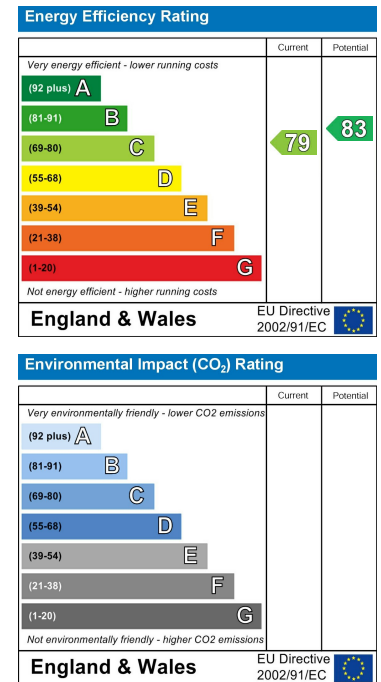 Energy Efficiency Rating
Current Potential
Very energy efficient - lower running costs
(92 plus) A
(81-91) B
(69-80) C
(55-68) D
(39-54) E
(21-38) F
(1-20) G
79
83
Not energy efficient - higher running costs
England & Wales
EU Directive
2002/91/EC
Environmental Impact (CO₂) Rating
Current Potential
Very environmentally friendly - lower CO2 emissions
(92 plus) A
(81-91) B
(69-80) C
(55-68) D
(39-54) E
(21-38) F
(1-20) G
Not environmentally friendly - higher CO2 emissions
England & Wales
EU Directive
2002/91/EC